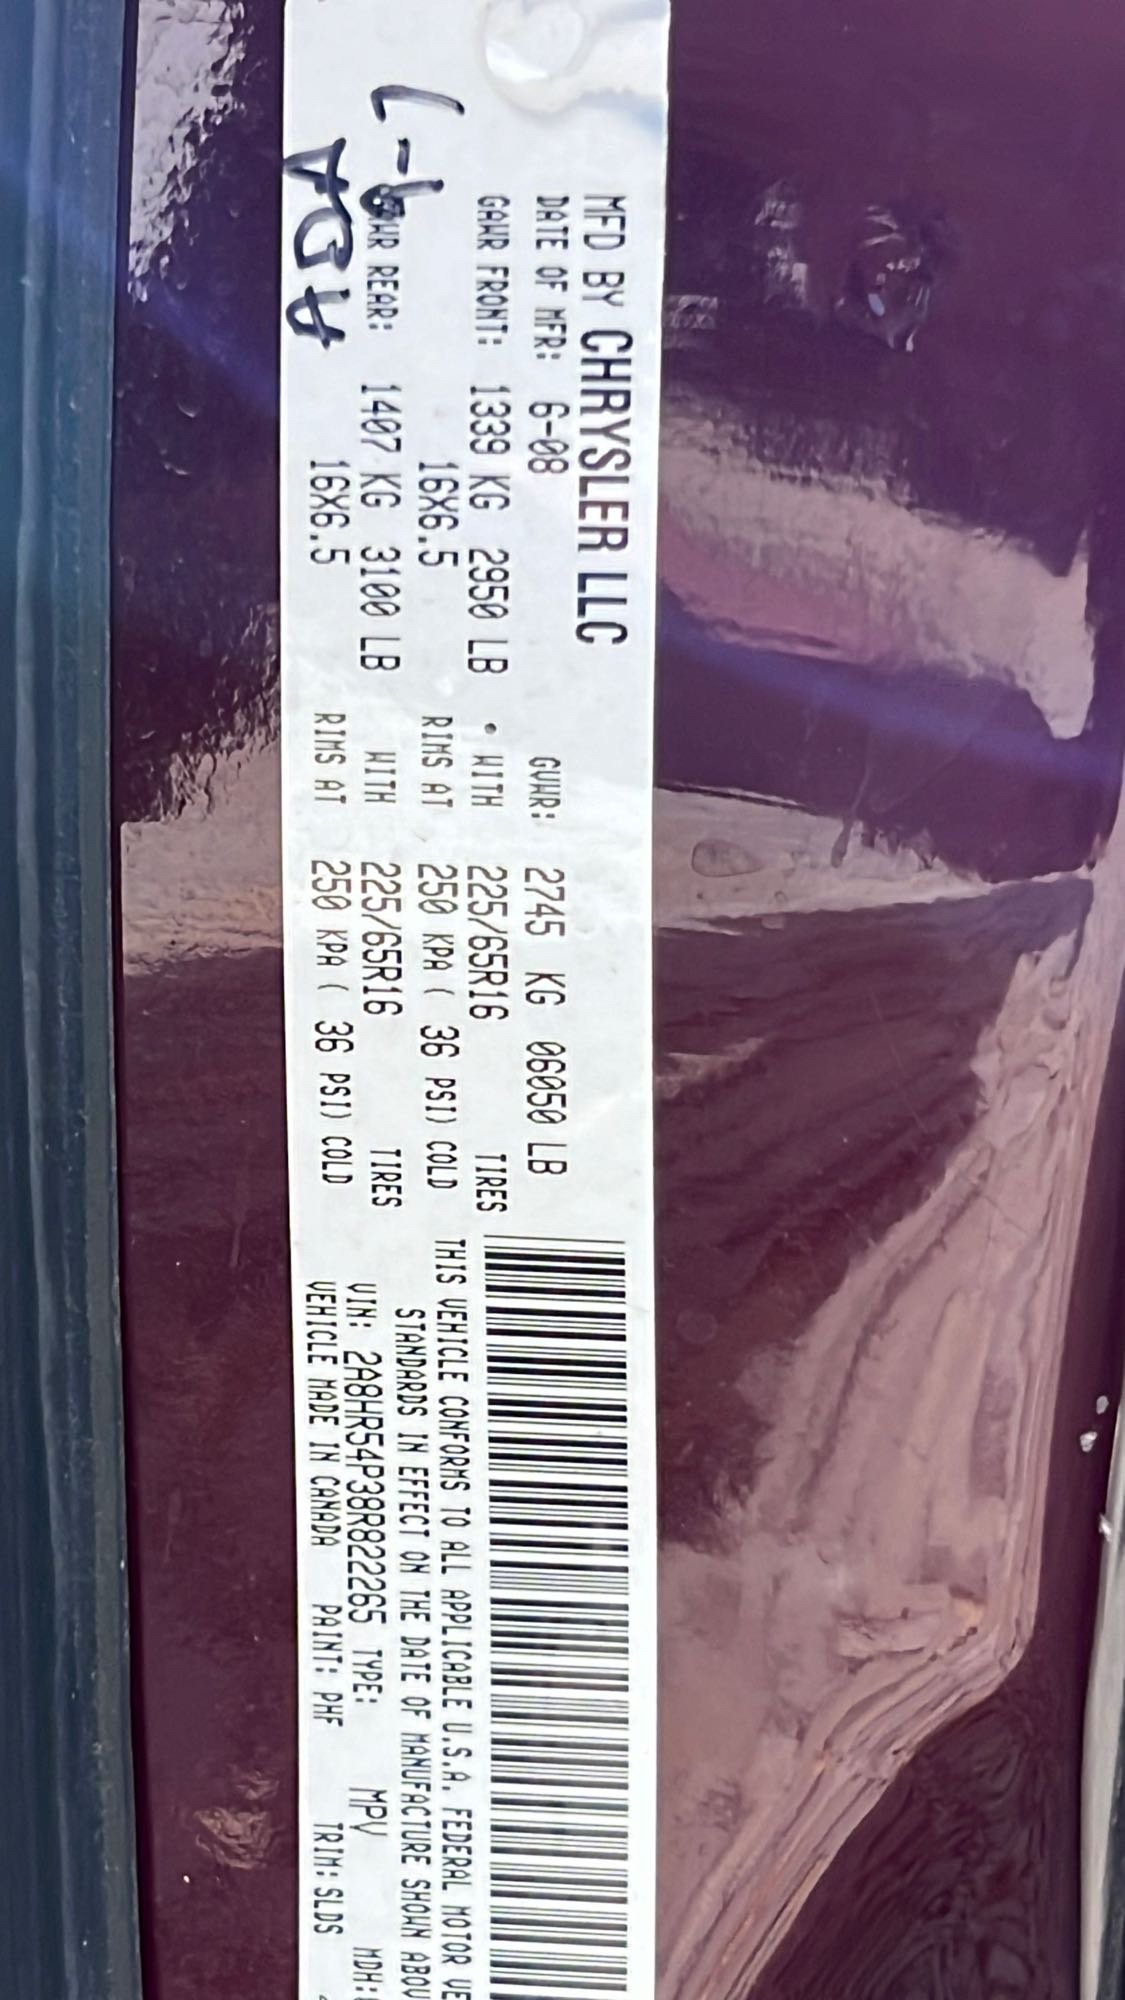 MFD BY CHRYSLER LLC
DATE OF MFR: 6-08 GVWR: 2745 KG 06050 LB
GAWR FRONT: 1339 KG 2950 LB • WITH 225/65R16 TIRES
16X6.5 RIMS AT 250 KPA ( 36 PSI) COLD
REAR: 1407 KG 3100 LB WITH 225/65R16 TIRES
16X6.5 RIMS AT 250 KPA ( 36 PSI) COLD
THIS VEHICLE CONFORMS TO ALL APPLICABLE U.S.A. FEDERAL MOTOR VE
STANDARDS IN EFFECT ON THE DATE OF MANUFACTURE SHOWN ABOV
VIN: 2A8HR54P38R822265 TYPE: MPV MDH:
VEHICLE MADE IN CANADA PAINT: PHF TRIM: SLDS
ADA